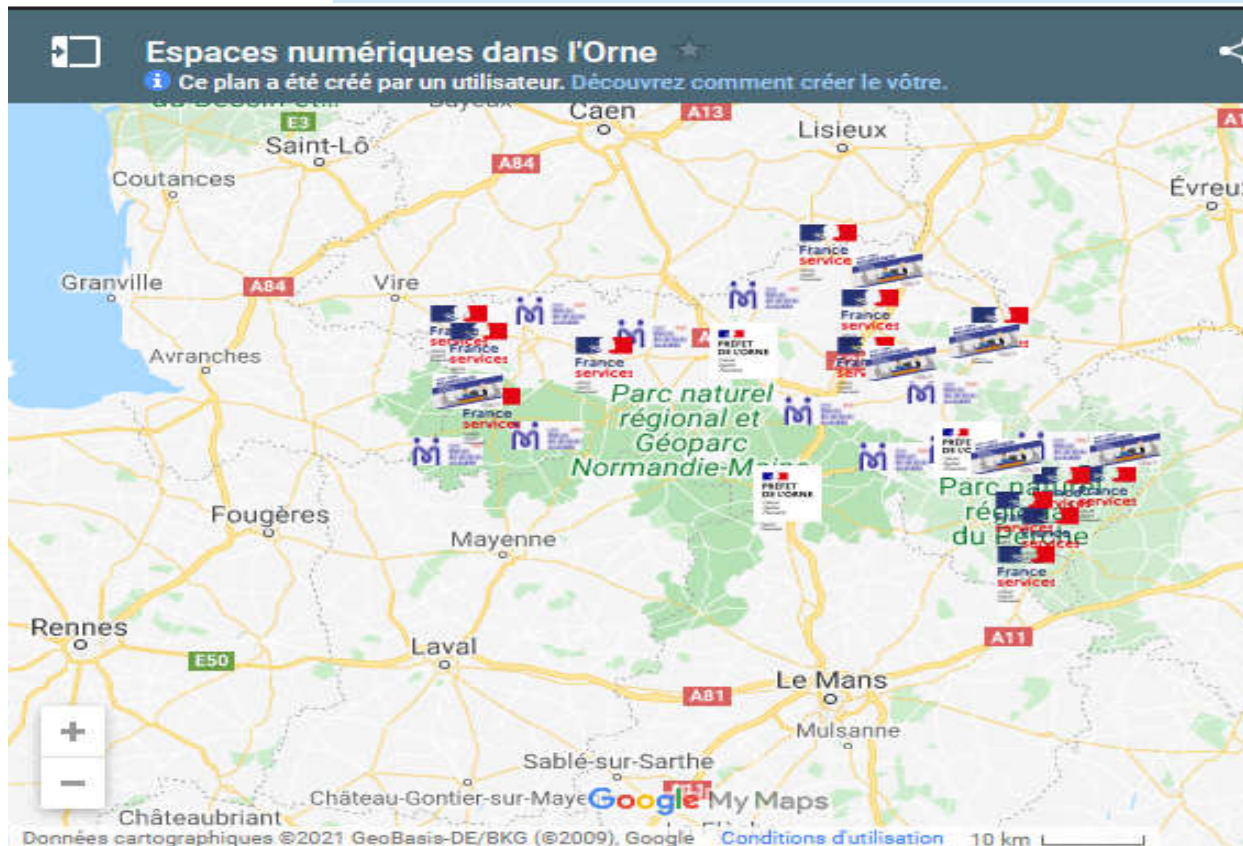 Espaces numériques dans l'Orne
Ce plan a été créé par un utilisateur. Découvrez comment créer le vôtre.
Caen
A13
Lisieux
E3
Saint-Lô
A84
Coutances
Évreux
Granville
A84
Vire
France
service
France
services
France
services
France
services
PRÉFET
DE L'ORNE
Avranches
France
services
Parc naturel
régional et
Géoparc
Normandie-Maine
PRÉFET
DE L'ORNE
Parc naturel
régional
du Perche
France
services
Fougères
Mayenne
France
services
Rennes
E50
Laval
A11
A81
Le Mans
Mulsanne
Sablé-sur-Sarthe
Château-Gontier-sur-Maye
Google My Maps
Châteaubriant
Données cartographiques ©2021 GeoBasis-DE/BKG (©2009), Google
Conditions d'utilisation
10 km